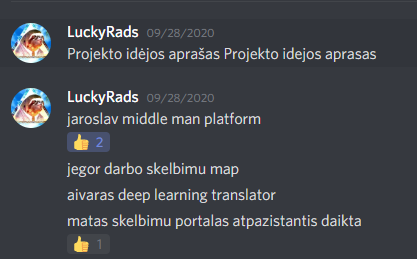 LuckyRads 09/28/2020
Projekto idėjos aprašas Projekto idejos aprasas
LuckyRads 09/28/2020
jaroslav middle man platform
👍 2
jegor darbo skelbimu map
aivaras deep learning translator
matas skelbimu portalas atpazistantis daikta
👍 1